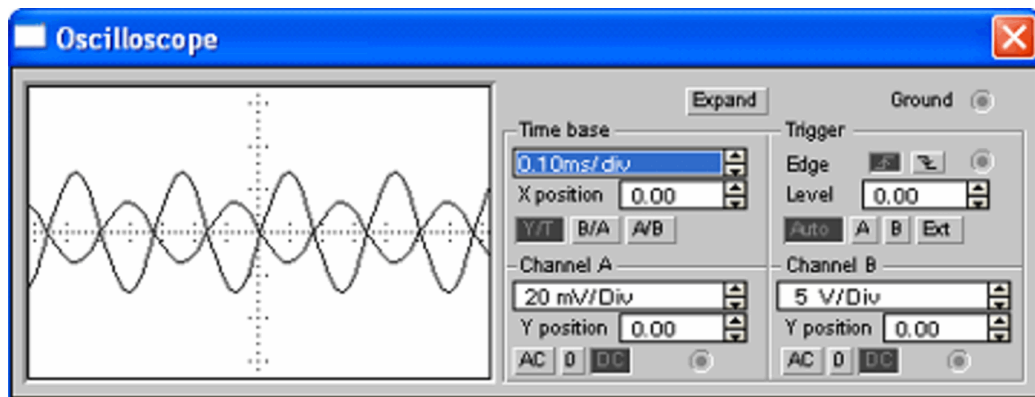 Oscilloscope
Expand
Ground
Time base
0.10ms/div
X position 0.00
Y/T B/A A/B
Trigger
Edge
Level 0.00
Auto A B Ext
Channel A
20 mV/Div
Y position 0.00
AC 0 DC
Channel B
5 V/Div
Y position 0.00
AC 0 DC